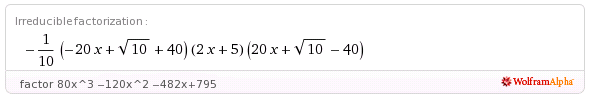 Irreducible factorization:
− 1/10 (−20 x + √10 + 40) (2 x + 5) (20 x + √10 − 40)
factor 80x^3 −120x^2 −482x+795
WolframAlpha